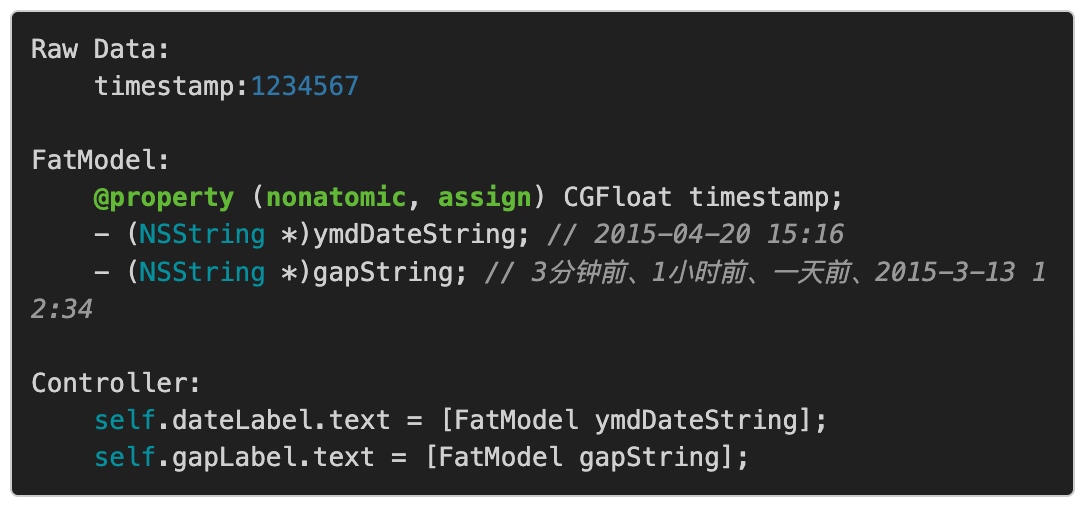 Raw Data:
    timestamp:1234567

FatModel:
    @property (nonatomic, assign) CGFloat timestamp;
    - (NSString *)ymdDateString; // 2015-04-20 15:16
    - (NSString *)gapString; // 3分钟前、1小时前、一天前、2015-3-13 1
2:34

Controller:
    self.dateLabel.text = [FatModel ymdDateString];
    self.gapLabel.text = [FatModel gapString];